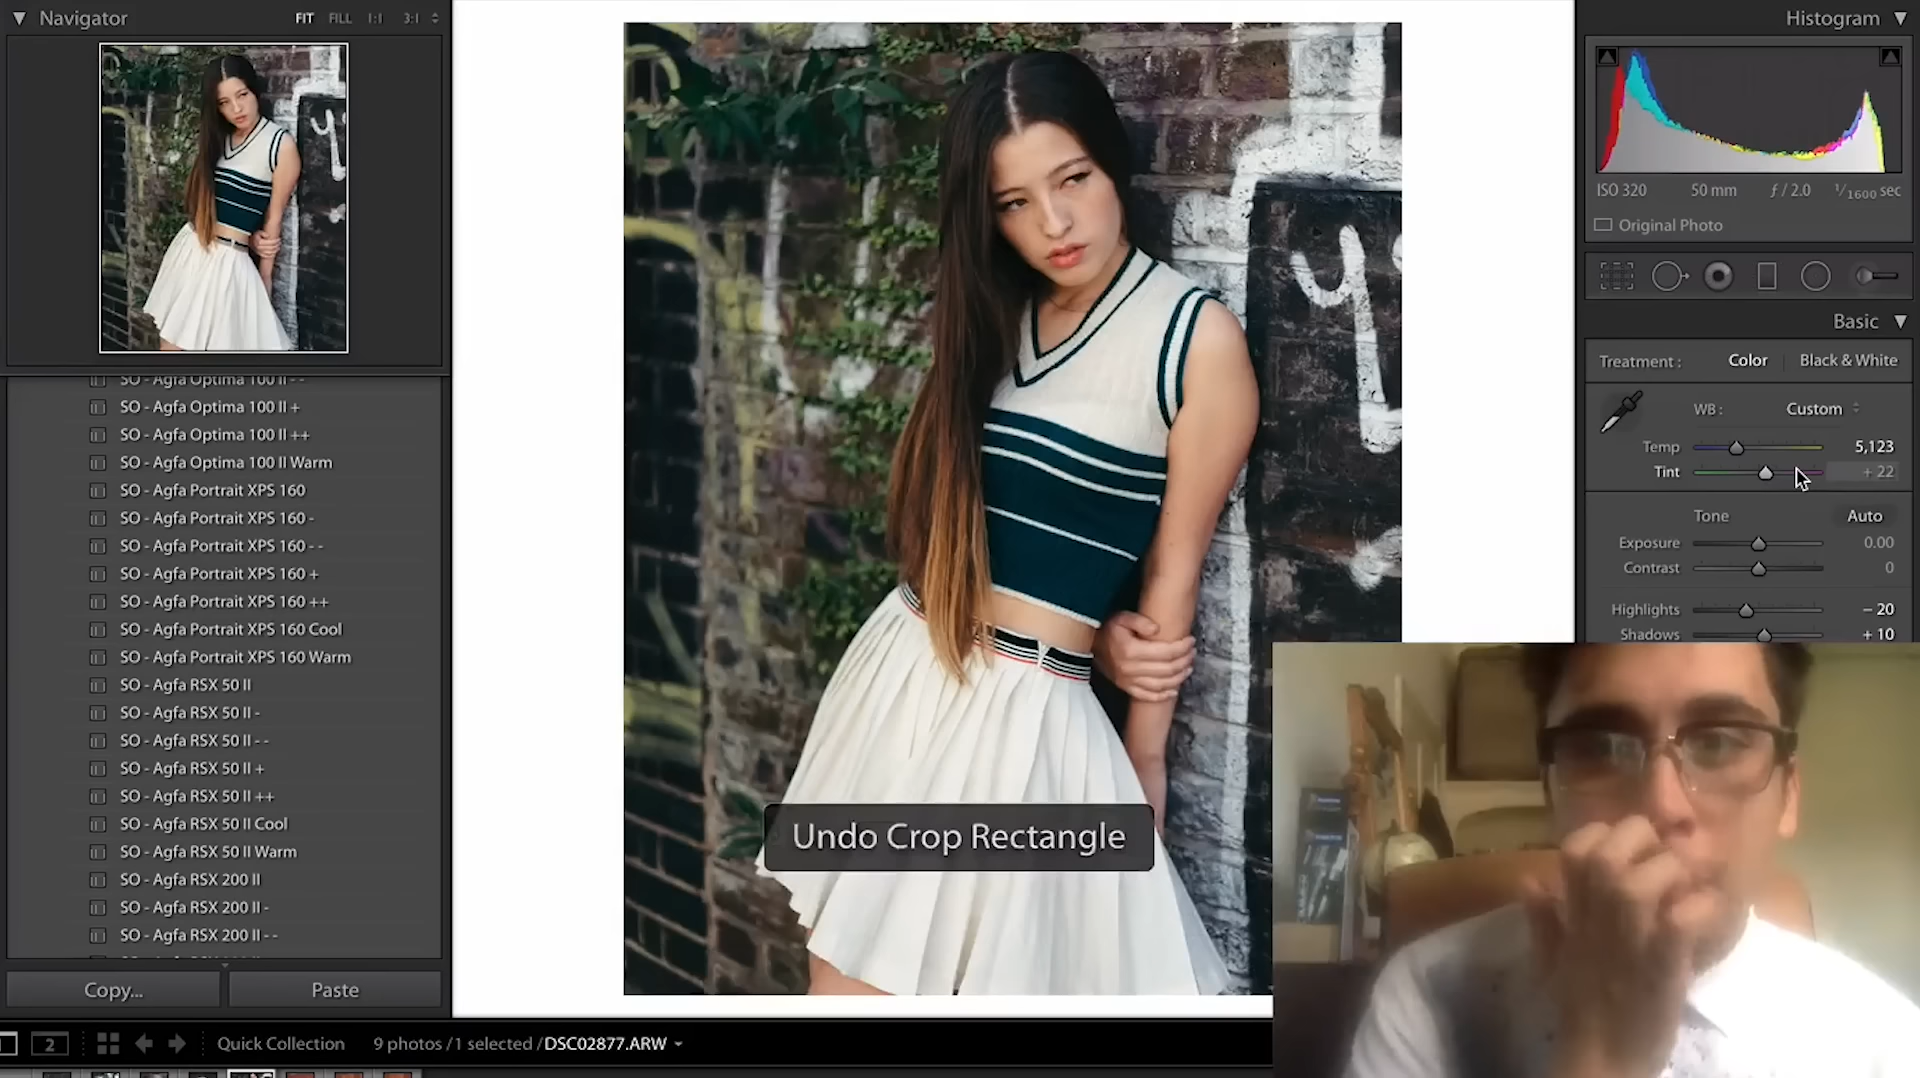 Navigator
FIT FILL 1:1 3:1
SO - Agfa Optima 100 II - -
SO - Agfa Optima 100 II +
SO - Agfa Optima 100 II ++
SO - Agfa Optima 100 II Warm
SO - Agfa Portrait XPS 160
SO - Agfa Portrait XPS 160 -
SO - Agfa Portrait XPS 160 - -
SO - Agfa Portrait XPS 160 +
SO - Agfa Portrait XPS 160 ++
SO - Agfa Portrait XPS 160 Cool
SO - Agfa Portrait XPS 160 Warm
SO - Agfa RSX 50 II
SO - Agfa RSX 50 II -
SO - Agfa RSX 50 II - -
SO - Agfa RSX 50 II +
SO - Agfa RSX 50 II ++
SO - Agfa RSX 50 II Cool
SO - Agfa RSX 50 II Warm
SO - Agfa RSX 200 II
SO - Agfa RSX 200 II -
SO - Agfa RSX 200 II - -
Copy... Paste
2 Quick Collection 9 photos / 1 selected / DSC02877.ARW
Undo Crop Rectangle
Histogram
ISO 320 50 mm ƒ / 2.0 1/1600 sec
Original Photo
Basic
Treatment : Color Black & White
WB : Custom
Temp 5,123
Tint + 22
Tone Auto
Exposure 0.00
Contrast 0
Highlights − 20
Shadows + 10